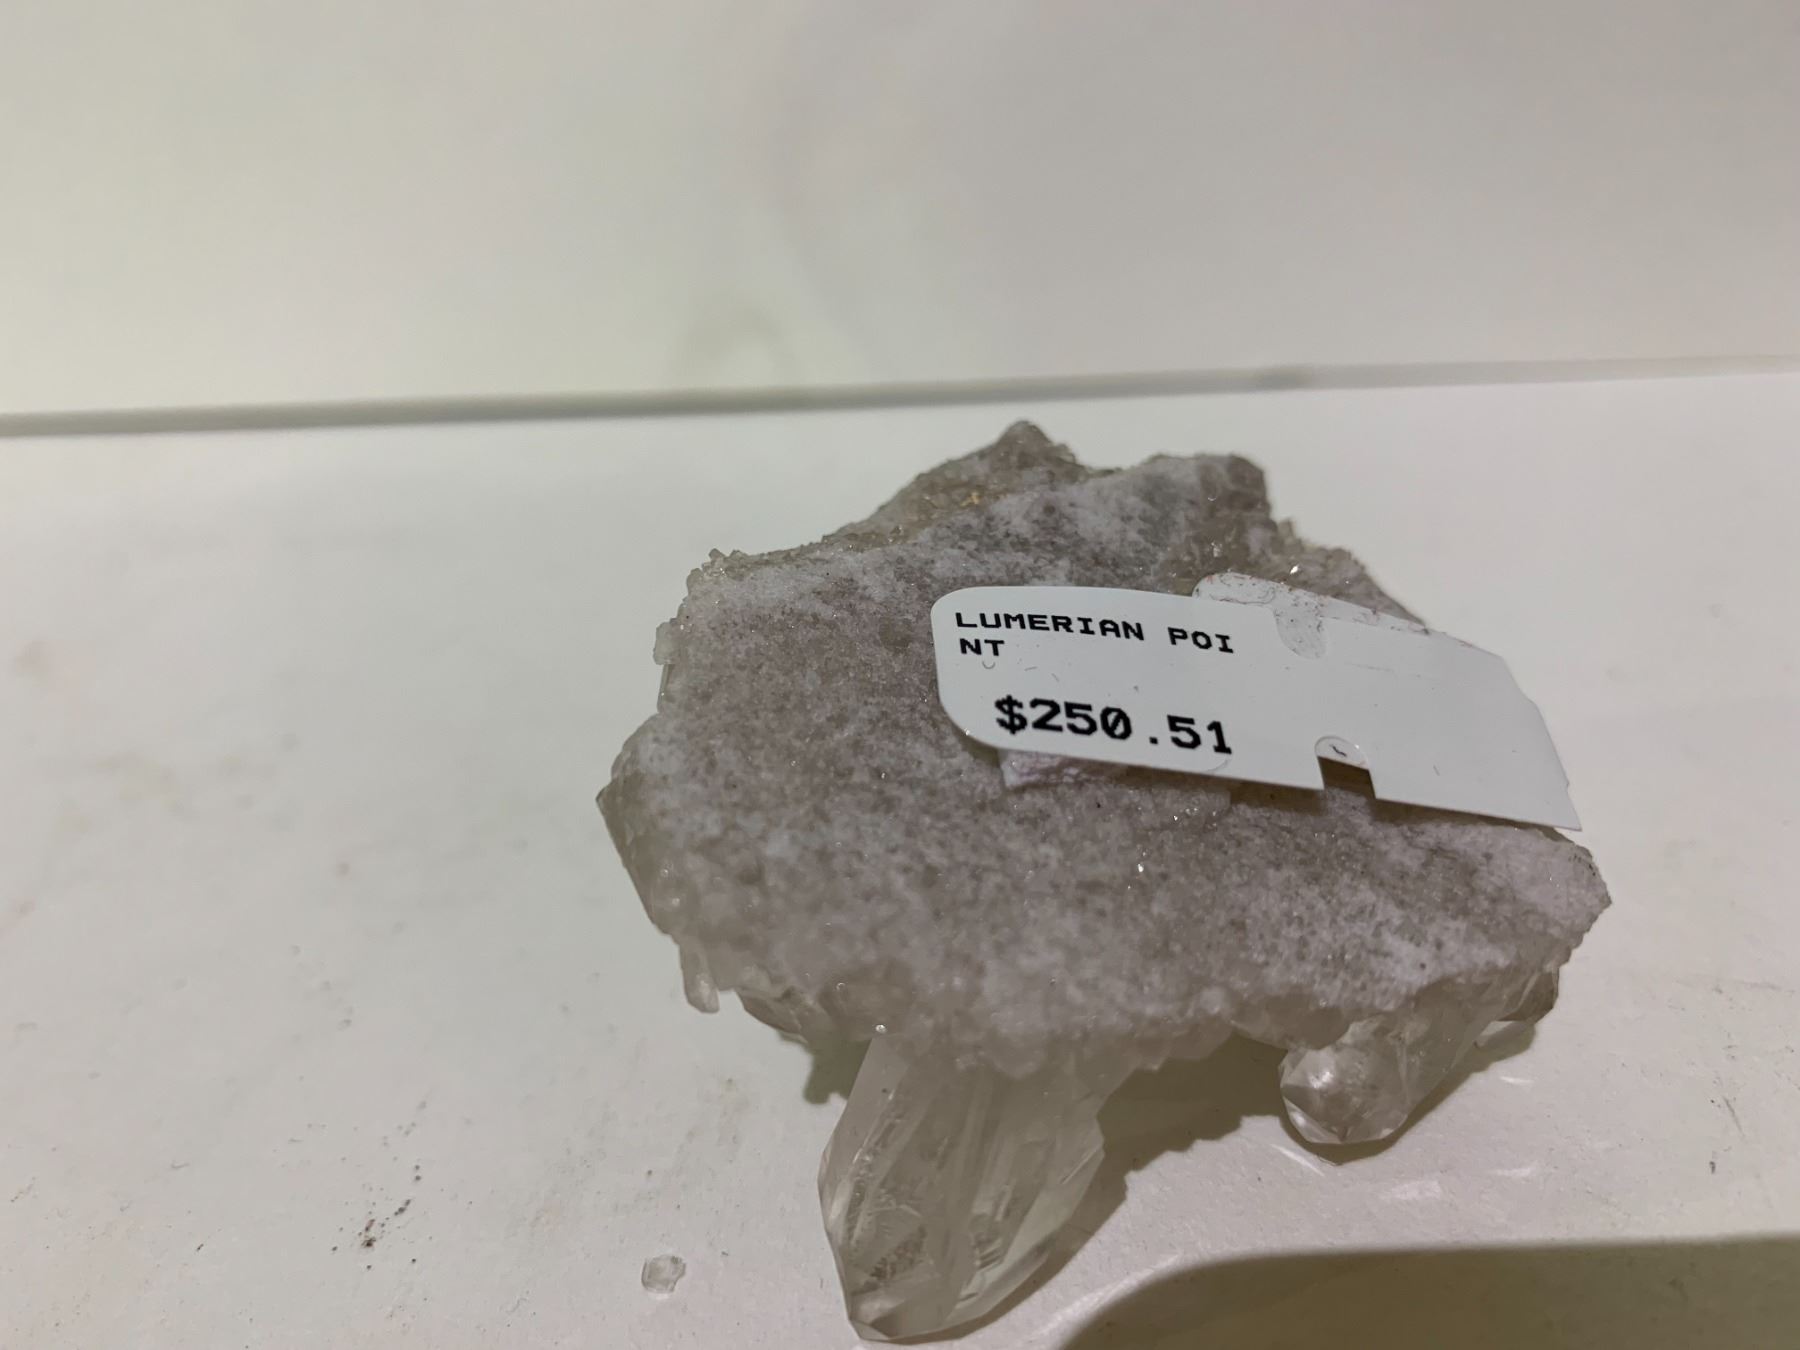 LUMERIAN POI
NT
$250.51